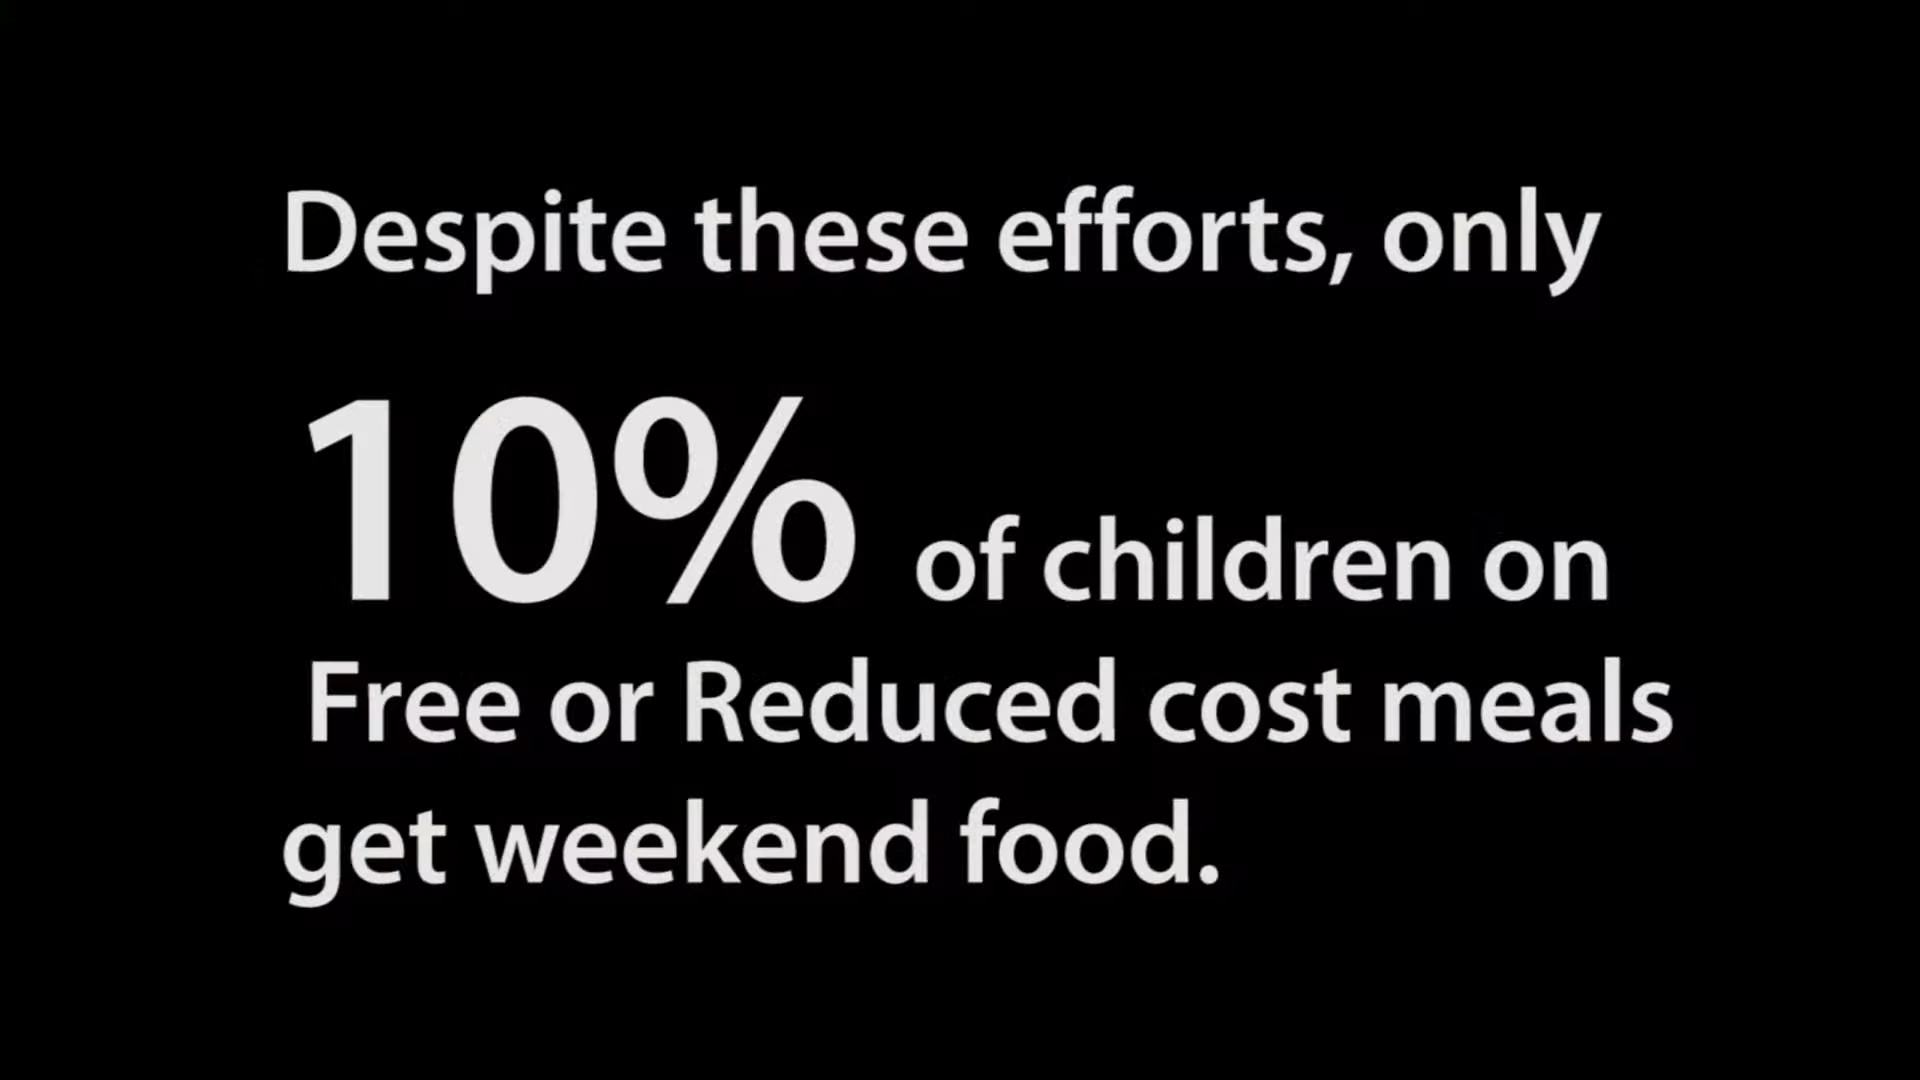 Despite these efforts, only
10% of children on
Free or Reduced cost meals
get weekend food.